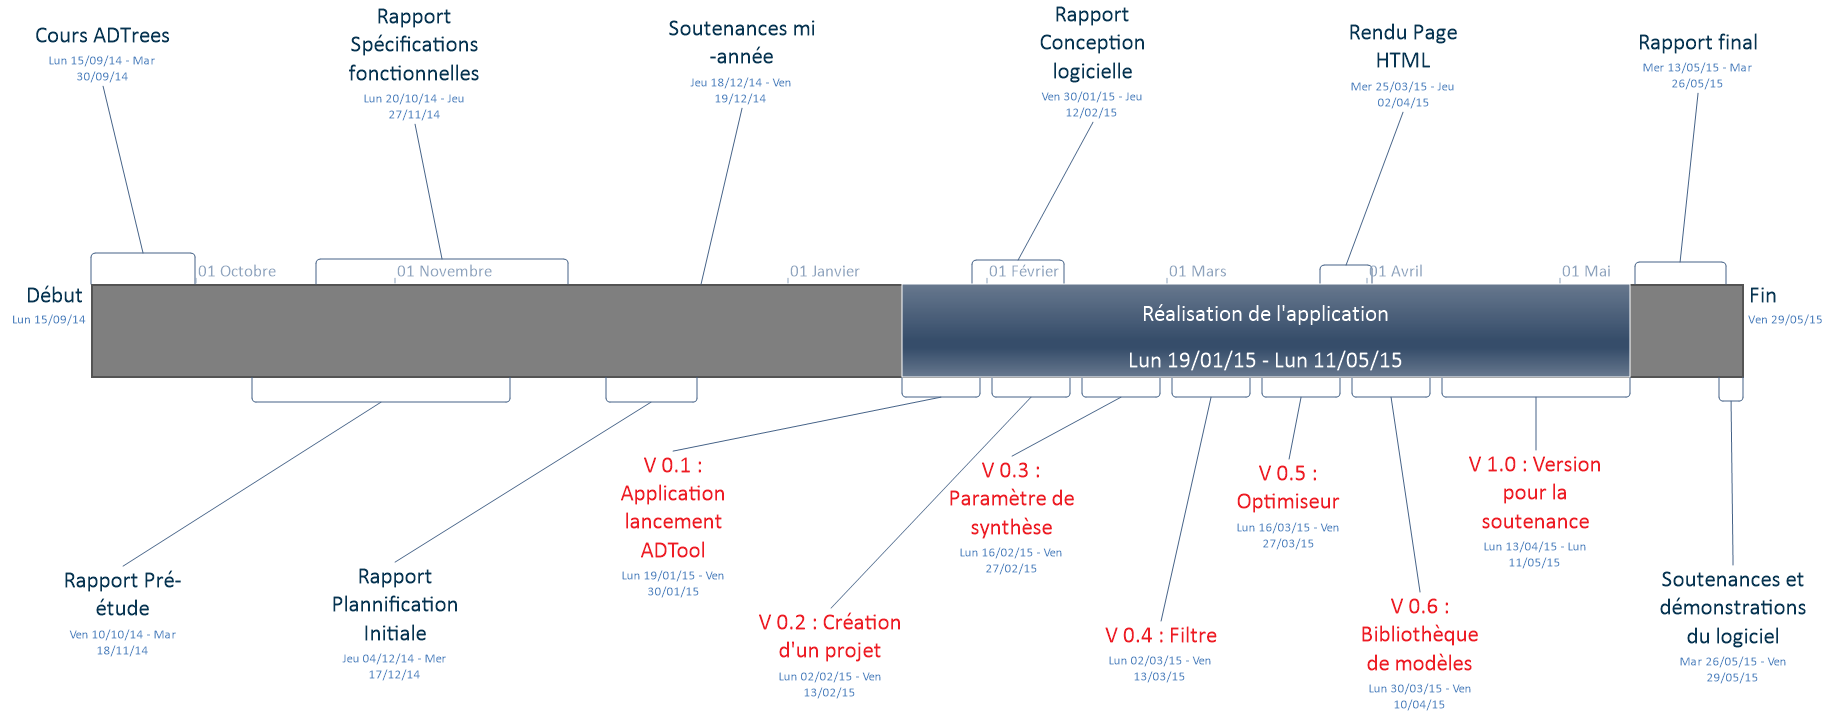 Cours ADTrees
Lun 15/09/14 - Mar
30/09/14
Rapport
Spécifications
fonctionnelles
Lun 20/10/14 - Jeu
27/11/14
Soutenances mi
-année
Jeu 18/12/14 - Ven
19/12/14
Rapport
Conception
logicielle
Ven 30/01/15 - Jeu
12/02/15
Rendu Page
HTML
Mer 25/03/15 - Jeu
02/04/15
Rapport final
Mer 13/05/15 - Mar
26/05/15
01 Octobre
01 Novembre
01 Janvier
01 Février
01 Mars
01 Avril
01 Mai
Début
Lun 15/09/14
Réalisation de l'application
Lun 19/01/15 - Lun 11/05/15
Fin
Ven 29/05/15
Rapport Pré-
étude
Ven 10/10/14 - Mar
18/11/14
Rapport
Plannification
Initiale
Jeu 04/12/14 - Mer
17/12/14
V 0.1 :
Application
lancement
ADTool
Lun 19/01/15 - Ven
30/01/15
V 0.2 : Création
d'un projet
Lun 02/02/15 - Ven
13/02/15
V 0.3 :
Paramètre de
synthèse
Lun 16/02/15 - Ven
27/02/15
V 0.4 : Filtre
Lun 02/03/15 - Ven
13/03/15
V 0.5 :
Optimiseur
Lun 16/03/15 - Ven
27/03/15
V 0.6 :
Bibliothèque
de modèles
Lun 30/03/15 - Ven
10/04/15
V 1.0 : Version
pour la
soutenance
Lun 13/04/15 - Lun
11/05/15
Soutenances et
démonstrations
du logiciel
Mar 26/05/15 - Ven
29/05/15